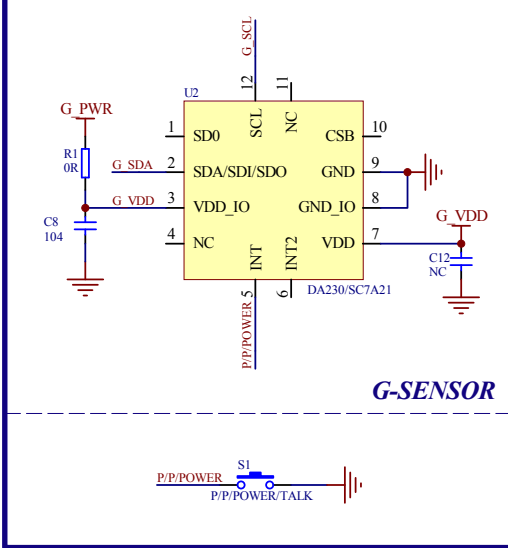 G_SCL
12
11
U2
G_PWR
SCL
NC
1
SD0
CSB
10
R1
0R
G_SDA
2
SDA/SDI/SDO
GND
9
G_VDD
3
VDD_IO
GND_IO
8
G_VDD
C8
104
4
NC
VDD
7
INT
INT2
C12
NC
5
6
DA230/SC7A21
P/P/POWER
G-SENSOR
S1
P/P/POWER
P/P/POWER/TALK